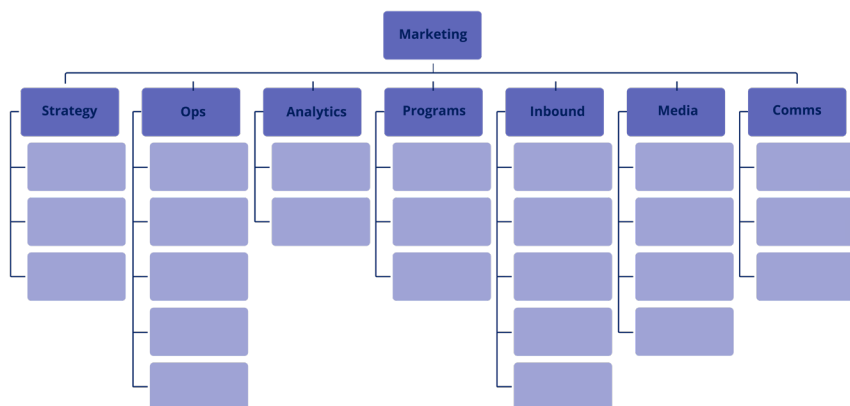 Marketing
Strategy
Ops
Analytics
Programs
Inbound
Media
Comms